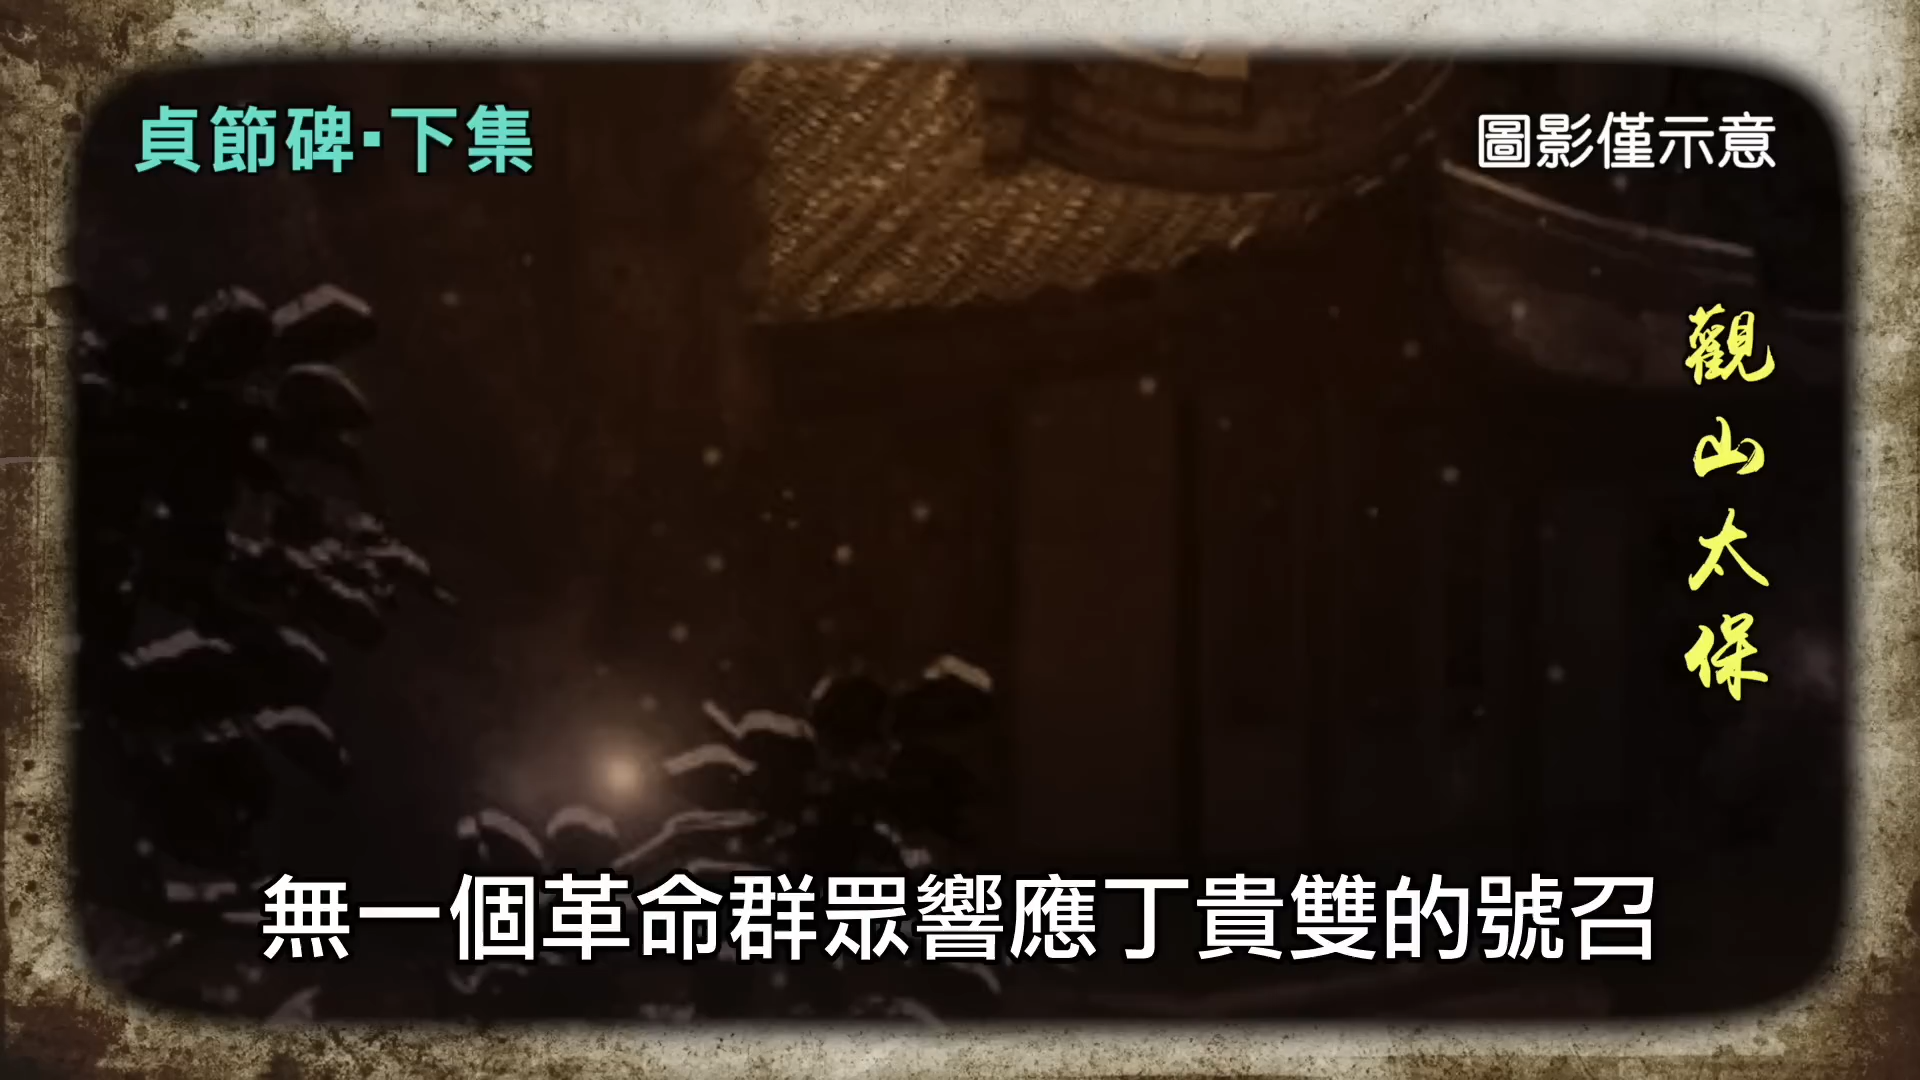 貞節碑▪下集
圖影僅示意
觀山太保
無一個革命群眾響應丁貴雙的號召